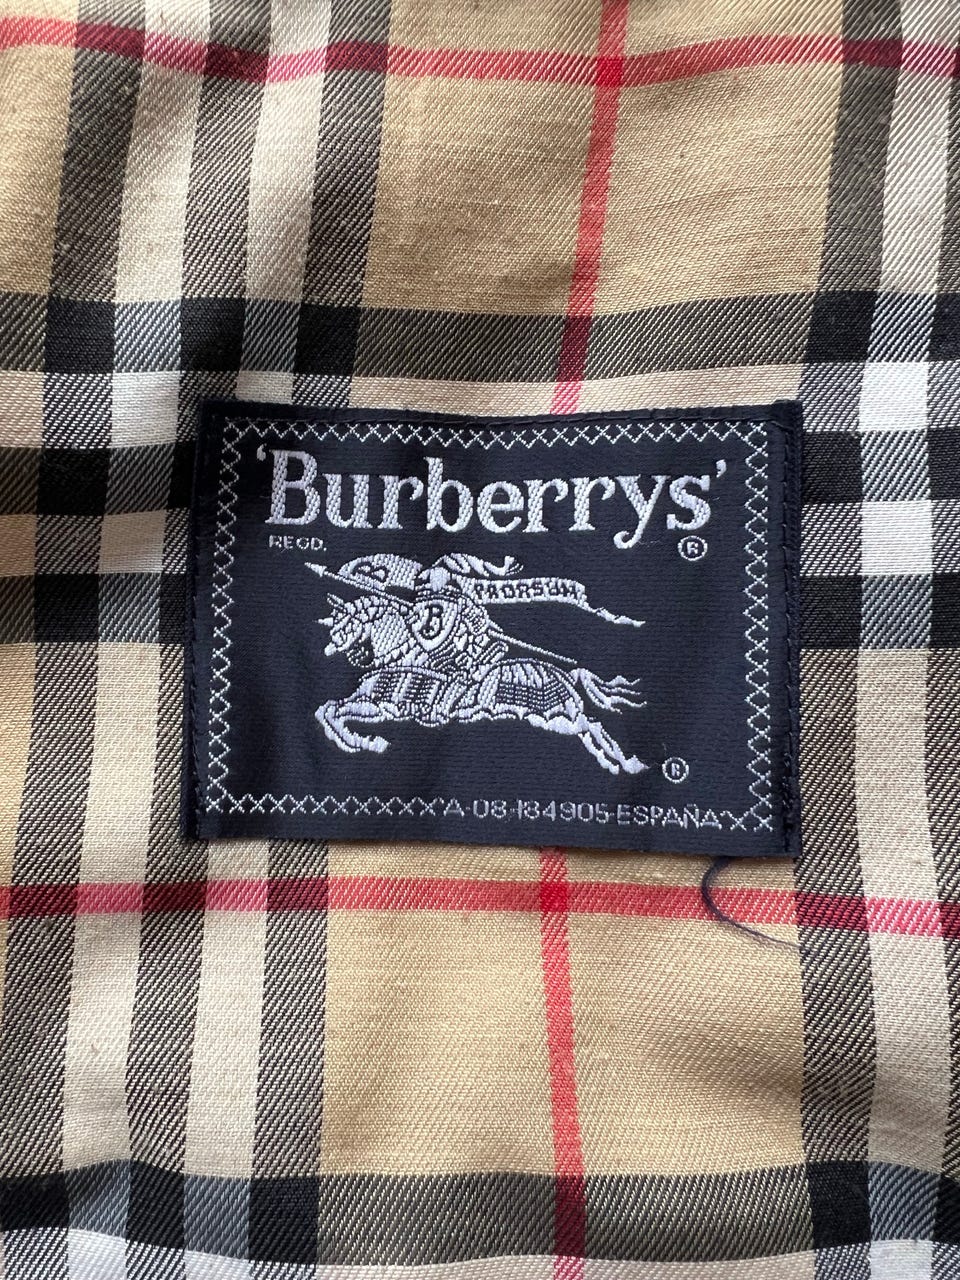 ‘Burberrys’
REGD. ®
B PRORSUM
B
®
A-08-184905-ESPAÑA